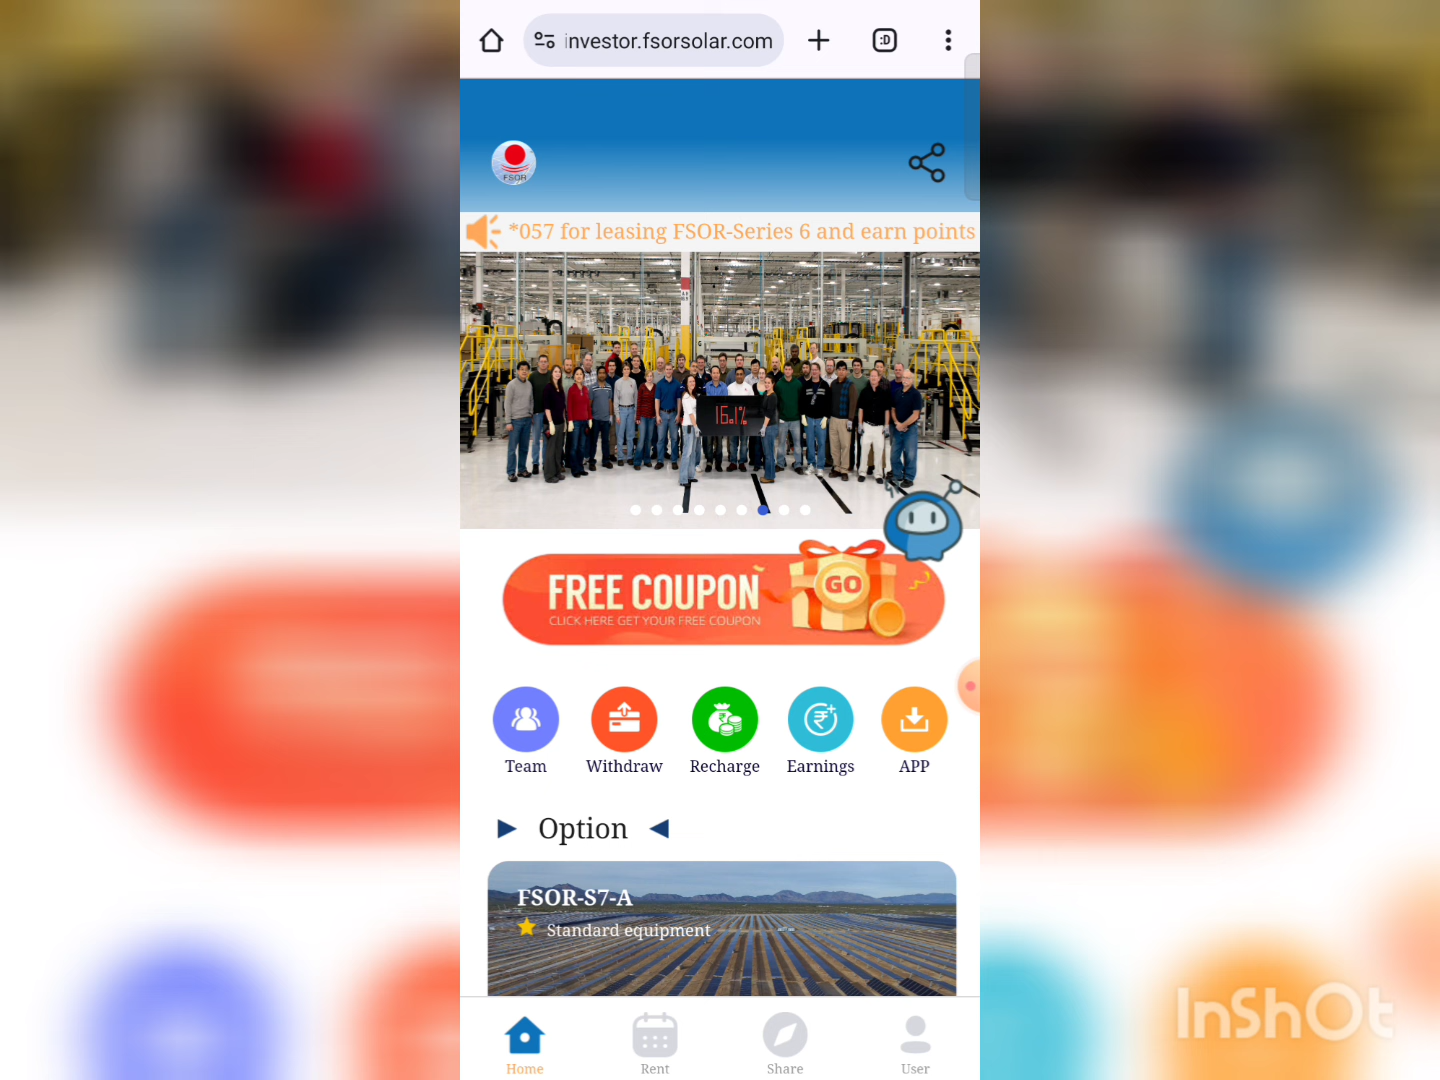 investor.fsorsolar.com
:D
FSOR
*057 for leasing FSOR-Series 6 and earn points
16.1%
FREE COUPON
GO
CLICK HERE GET YOUR FREE COUPON
Team
Withdraw
Recharge
Earnings
APP
Option
FSOR-S7-A
Standard equipment
Home
Rent
Share
User
InShOt